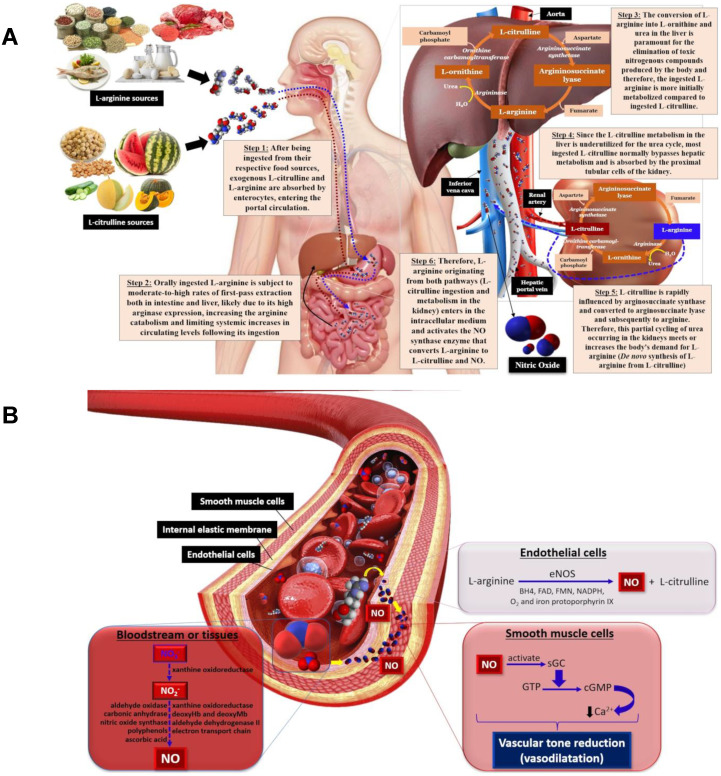 A
L-arginine sources
L-citrulline sources
Step 1: After being
ingested from their
respective food sources,
exogenous L-citrulline and
L-arginine are absorbed by
enterocytes, entering the
portal circulation.
Step 2: Orally ingested L-arginine is subject to
moderate-to-high rates of first-pass extraction
both in intestine and liver, likely due to its high
arginase expression, increasing the arginine
catabolism and limiting systemic increases in
circulating levels following its ingestion
Aorta
Carbamoyl
phosphate
L-citrulline
Aspartate
Ornithine
carbamoyltransferase
Argininosuccinate
synthetase
L-ornithine
Argininosuccinate
lyase
Urea
Arginase
H₂O
L-arginine
Fumarate
Step 3: The conversion of L-
arginine into L-ornithine and
urea in the liver is
paramount for the
elimination of toxic
nitrogenous compounds
produced by the body and
therefore, the ingested L-
arginine is more initially
metabolized compared to
ingested L-citrulline.
Step 4: Since the L-citrulline metabolism in the
liver is underutilized for the urea cycle, most
ingested L-citrulline normally bypasses hepatic
metabolism and is absorbed by the proximal
tubular cells of the kidney.
Inferior
vena cava
Renal
artery
Hepatic
portal vein
Aspartate
Argininosuccinate
lyase
Fumarate
Argininosuccinate
synthetase
L-citrulline
L-arginine
Ornithine carbamoyl-
transferase
Arginase
H₂O
Carbamoyl
phosphate
L-ornithine
Urea
Step 6: Therefore, L-
arginine originating
from both pathways (L-
citrulline ingestion and
metabolism in the
kidney) enters in the
intracellular medium and
activates the NO
synthase enzyme that
converts L-arginine to
L-citrulline and NO.
Nitric Oxide
Step 5: L-citrulline is rapidly
influenced by arginosuccinate synthase
and converted to arginosuccinate lyase
and subsequently to arginine.
Therefore, this partial cycling of urea
occurring in the kidneys meets or
increases the body's demand for L-
arginine (De novo synthesis of L-
arginine from L-citrulline)
B
Smooth muscle cells
Internal elastic membrane
Endothelial cells
NO
NO
Endothelial cells
L-arginine
eNOS
NO + L-citrulline
BH4, FAD, FMN, NADPH,
O₂ and iron protoporphyrin IX
Bloodstream or tissues
xanthine oxidoreductase
NO₂⁻
aldehyde oxidase
carbonic anhydrase
nitric oxide synthase
polyphenols
ascorbic acid
xanthine oxidoreductase
deoxyHb and deoxyMb
aldehyde dehydrogenase II
electron transport chain
NO
Smooth muscle cells
NO
activate
sGC
GTP
cGMP
Ca²⁺
Vascular tone reduction
(vasodilatation)